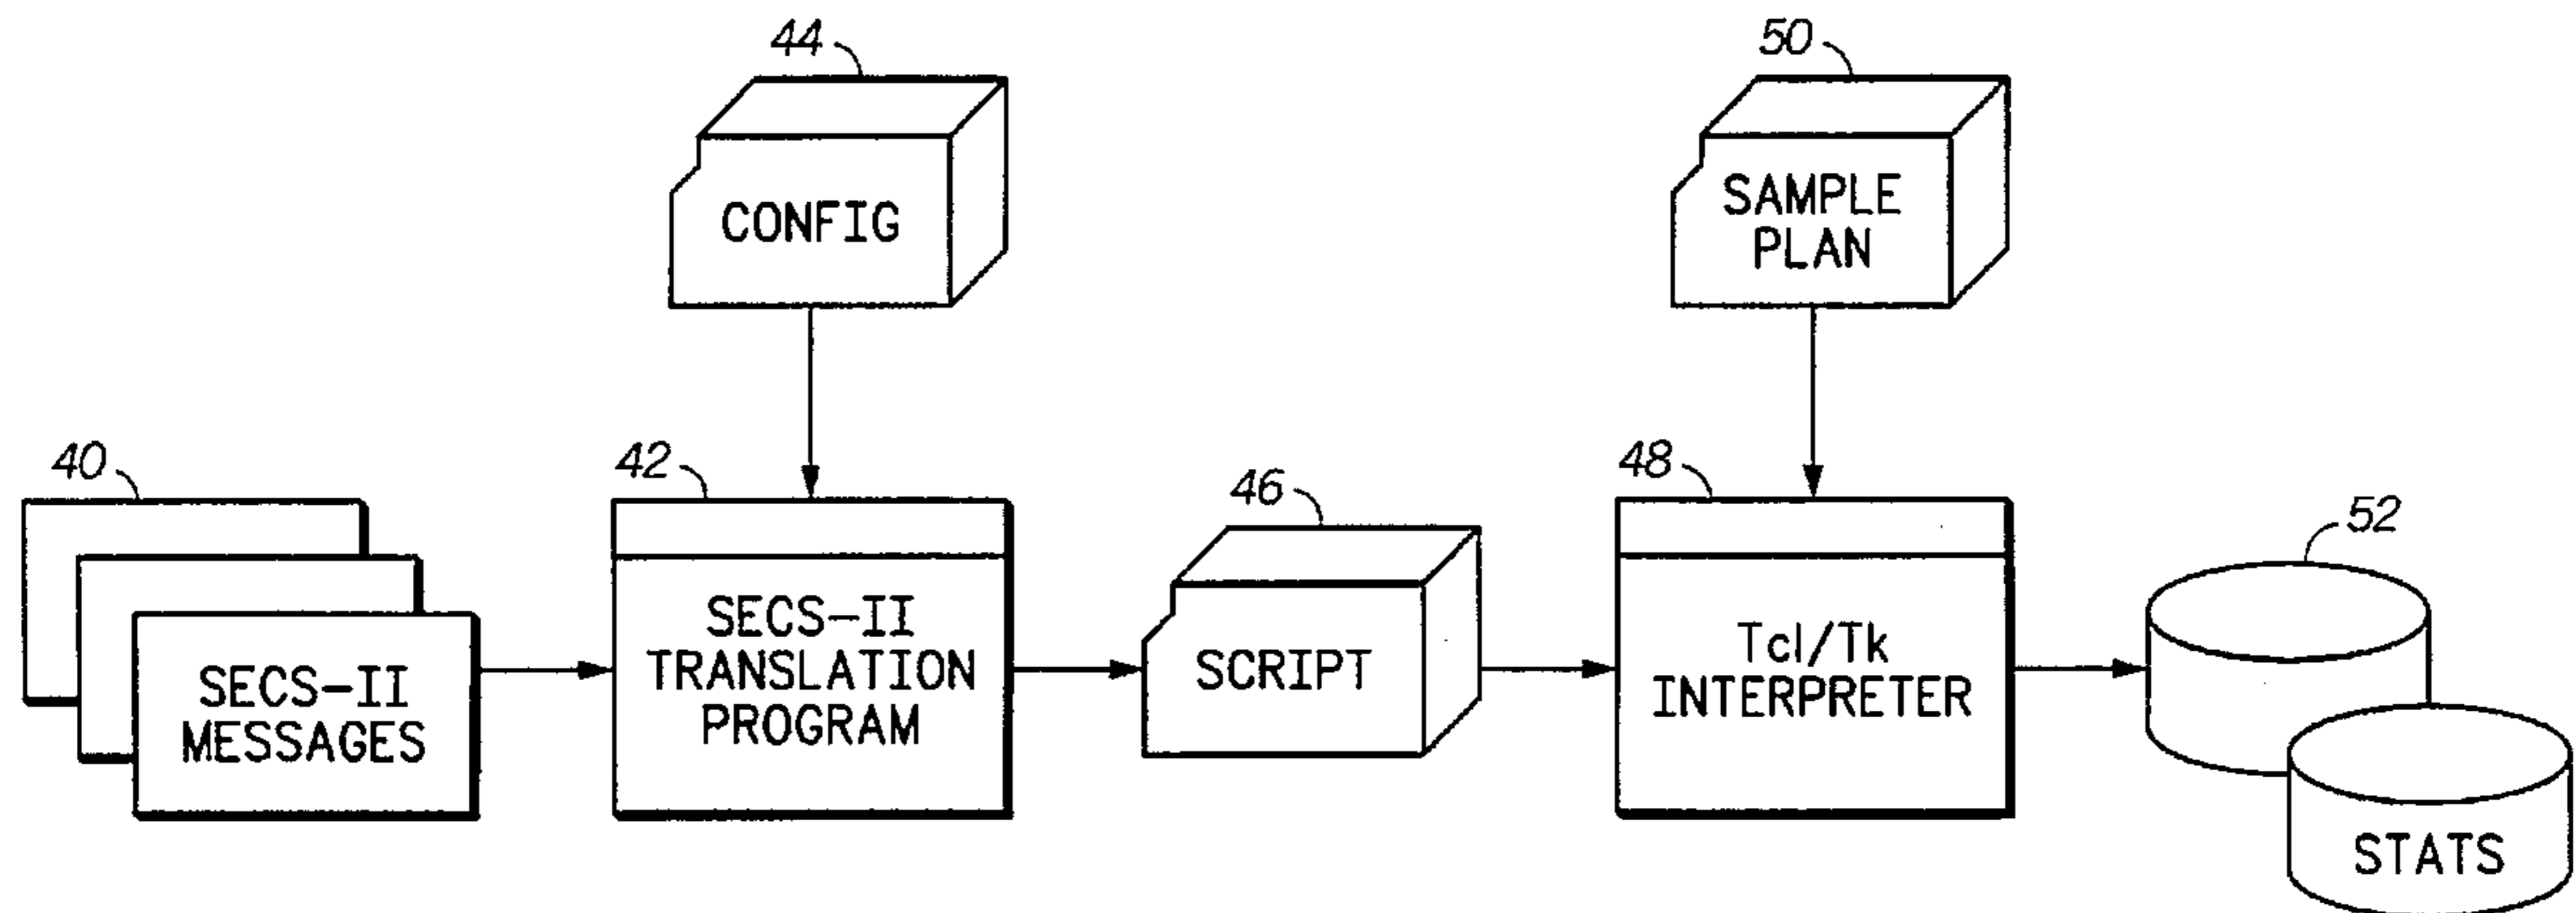 44
50
CONFIG
SAMPLE
PLAN
40
42
46
48
52
SECS-II
MESSAGES
SECS-II
TRANSLATION
PROGRAM
SCRIPT
Tcl/Tk
INTERPRETER
STATS